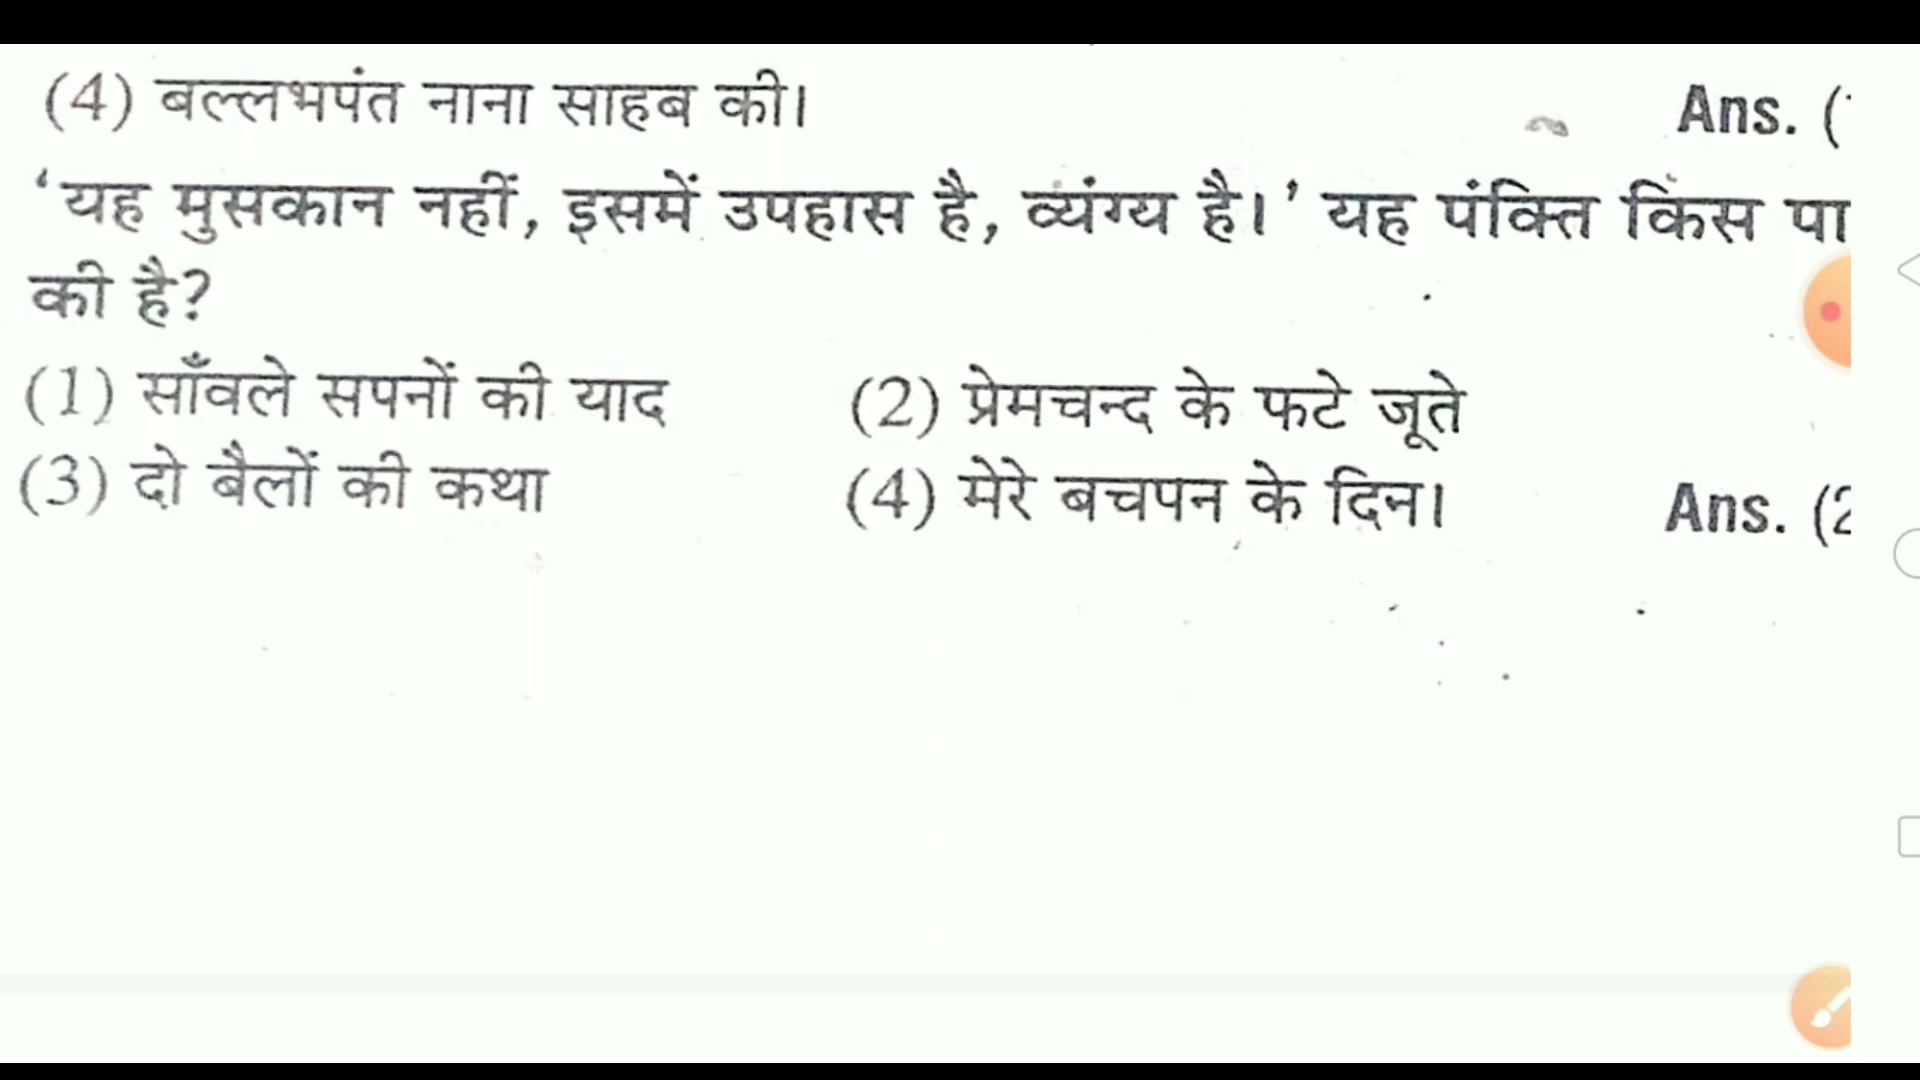 (4) बल्लभपंत नाना साहब की। Ans. (
‘यह मुसकान नहीं, इसमें उपहास है, व्यंग्य है।’ यह पंक्ति किस पा
की है?
(1) साँवले सपनों की याद (2) प्रेमचन्द के फटे जूते
(3) दो बैलों की कथा (4) मेरे बचपन के दिन। Ans. (2